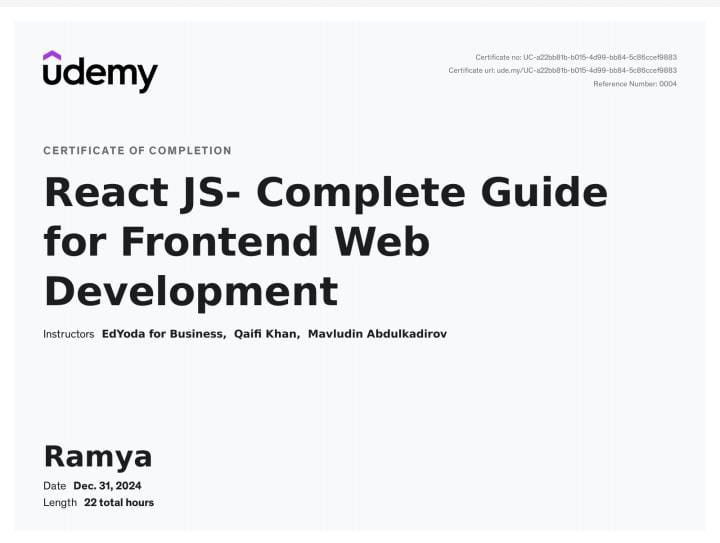 udemy
Certificate no: UC-a22bb81b-b015-4d99-bb84-5c86ccef9883
Certificate url: ude.my/UC-a22bb81b-b015-4d99-bb84-5c86ccef9883
Reference Number: 0004
CERTIFICATE OF COMPLETION
React JS- Complete Guide
for Frontend Web
Development
Instructors EdYoda for Business, Qaifi Khan, Mavludin Abdulkadirov
Ramya
Date Dec. 31, 2024
Length 22 total hours